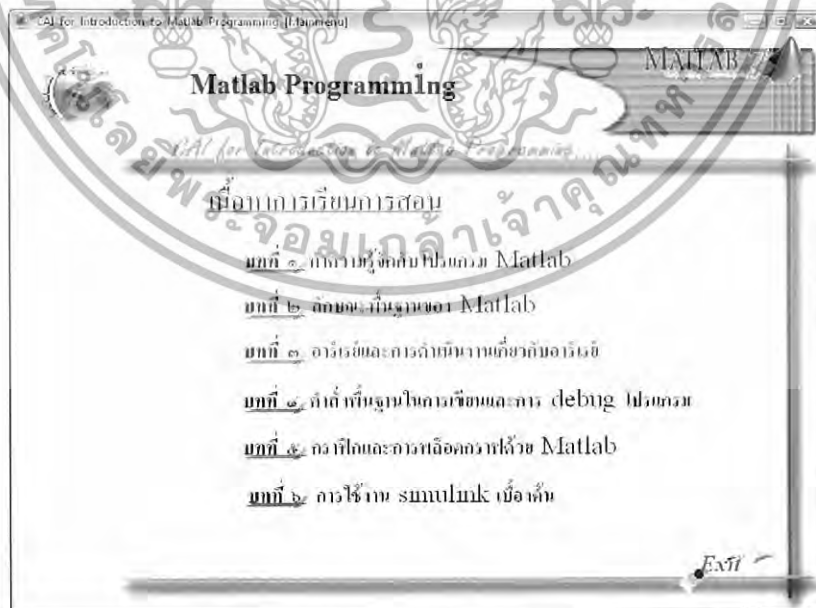 CAI for Introduction to Matlab Programming [Mainmenu]
MATLAB 7
Matlab Programming
CAI for Introduction to Matlab Programming...
เนื้อหาการเรียนการสอน
บทที่ ๑ ทำความรู้จักกับโปรแกรม Matlab
บทที่ ๒ ลักษณะพื้นฐานของ Matlab
บทที่ ๓ อาร์เรย์และการดำเนินงานเกี่ยวกับอาร์เรย์
บทที่ ๔ คำสั่งพื้นฐานในการเขียนและการ debug โปรแกรม
บทที่ ๕ กราฟิกและการพล็อตกราฟด้วย Matlab
บทที่ ๖ การใช้งาน simulink เบื้องต้น
Exit